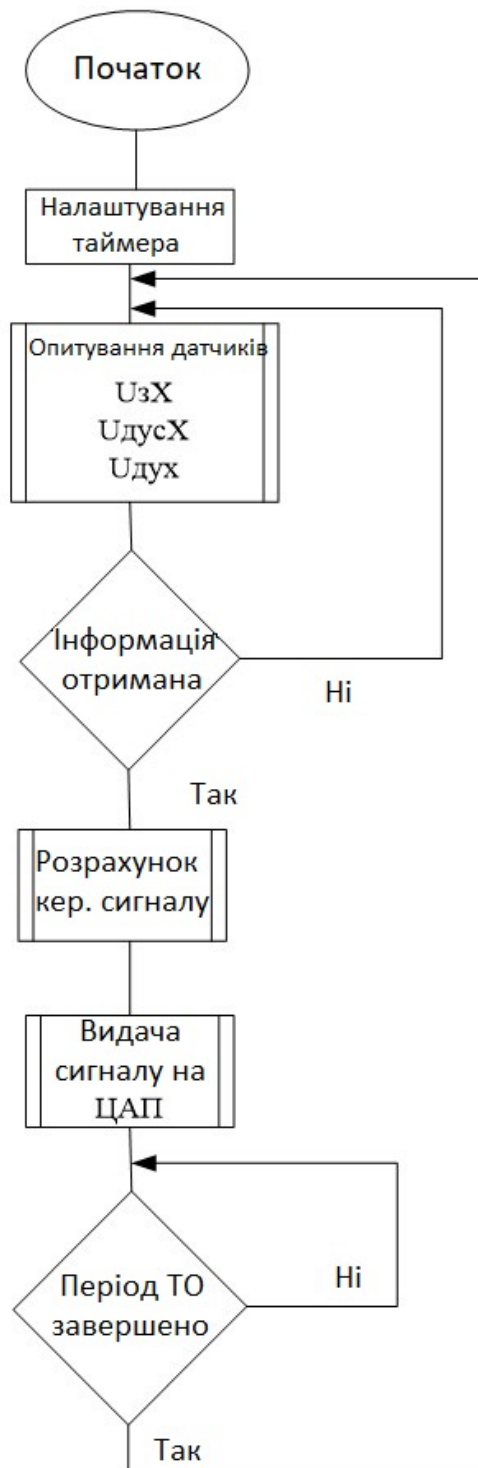 Початок
Налаштування
таймера
Опитування датчиків
UзX
UдусX
Uдух
Інформація
отримана
Ні
Так
Розрахунок
кер. сигналу
Видача
сигналу на
ЦАП
Період ТО
завершено
Ні
Так